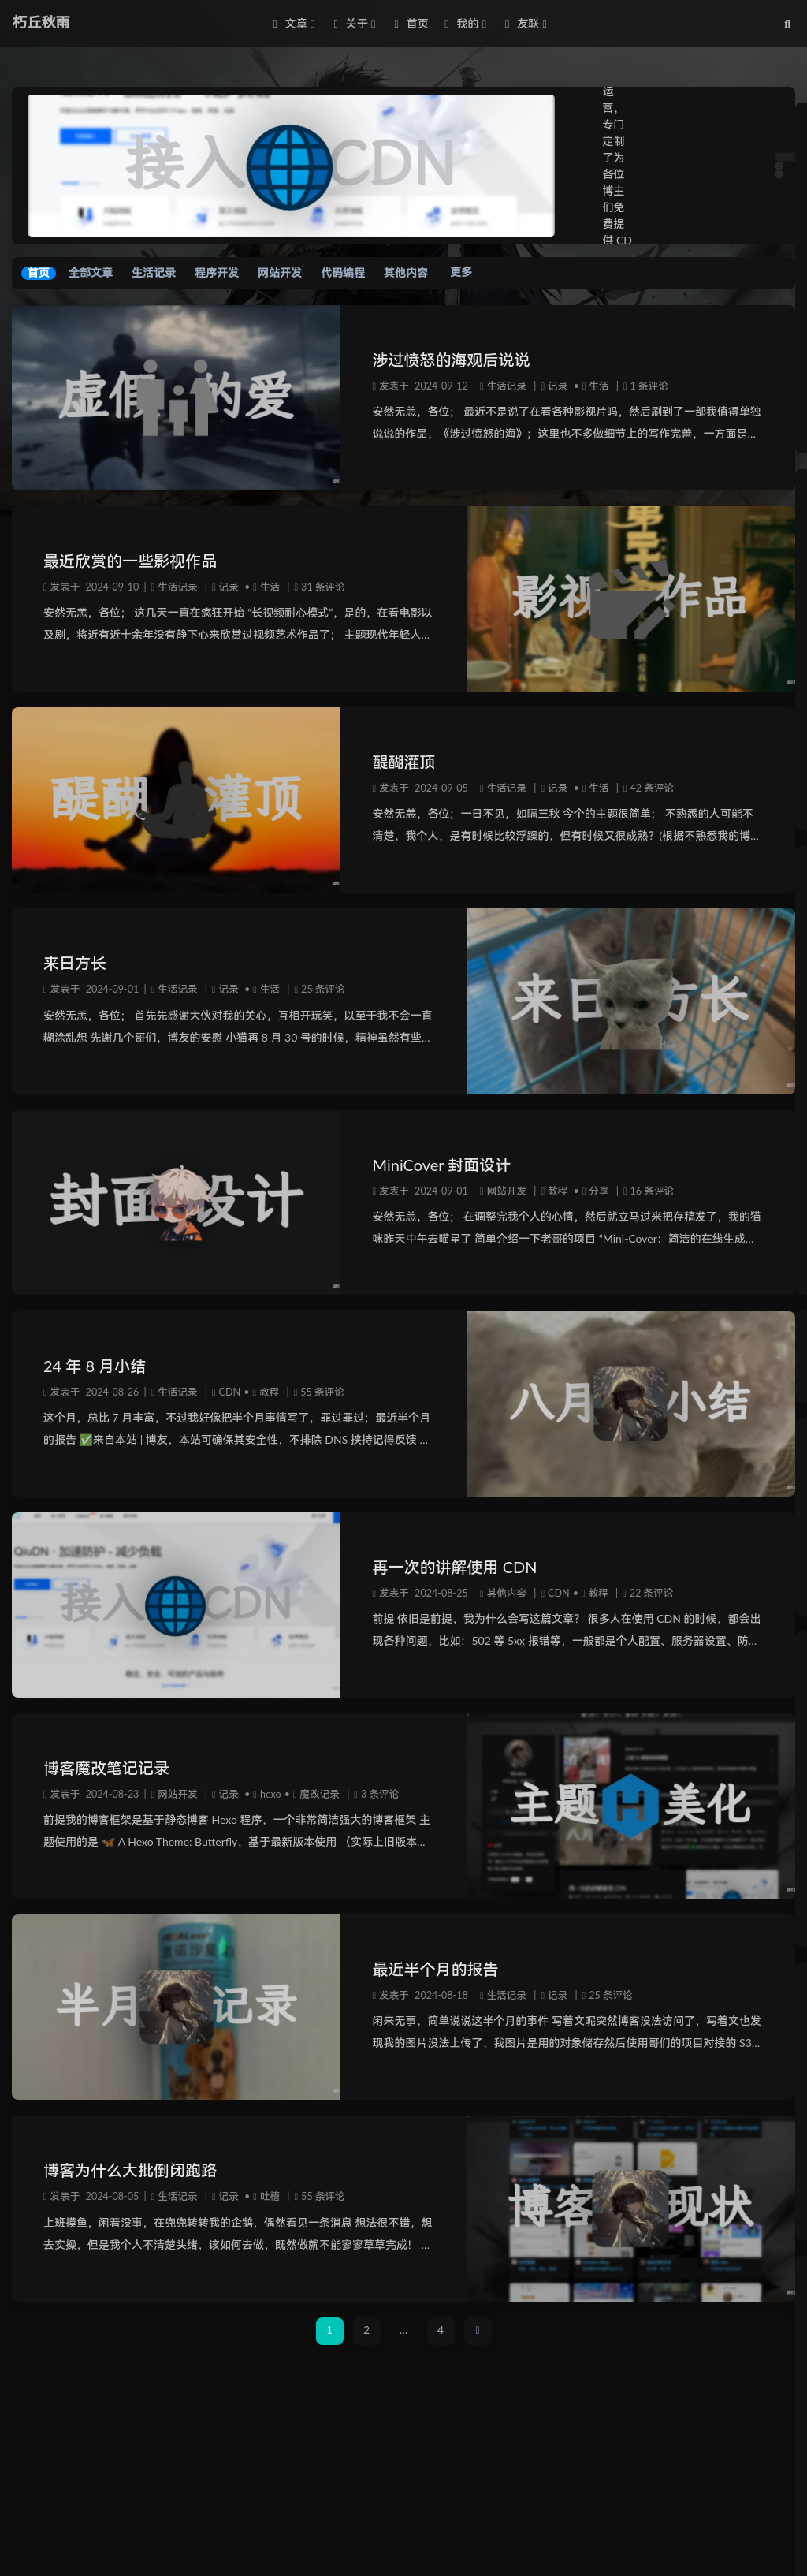 朽丘秋雨
文章 关于 首页 我的 友联
接入 CDN
运
营，
专门
定制
了为
各位
博主
们免
费提
供 CD
首页 全部文章 生活记录 程序开发 网站开发 代码编程 其他内容 更多
虚假的爱
涉过愤怒的海观后说说
发表于 2024-09-12 | 生活记录 | 记录 • 生活 | 1 条评论
安然无恙，各位； 最近不是说了在看各种影视片吗，然后刷到了一部我值得单独
说说的作品，《涉过愤怒的海》；这里也不多做细节上的写作完善，一方面是...
最近欣赏的一些影视作品
发表于 2024-09-10 | 生活记录 | 记录 • 生活 | 31 条评论
安然无恙，各位； 这几天一直在疯狂开始 “长视频耐心模式”，是的，在看电影以
及剧，将近有近十余年没有静下心来欣赏过视频艺术作品了； 主题现代年轻人...
影视作品
醍醐灌顶
醍醐灌顶
发表于 2024-09-05 | 生活记录 | 记录 • 生活 | 42 条评论
安然无恙，各位；一日不见，如隔三秋 今个的主题很简单； 不熟悉的人可能不
清楚，我个人，是有时候比较浮躁的，但有时候又很成熟？(根据不熟悉我的博...
来日方长
发表于 2024-09-01 | 生活记录 | 记录 • 生活 | 25 条评论
安然无恙，各位； 首先先感谢大伙对我的关心，互相开玩笑，以至于我不会一直
糊涂乱想 先谢几个哥们，博友的安慰 小猫再 8 月 30 号的时候，精神虽然有些...
来日方长
封面设计
MiniCover 封面设计
发表于 2024-09-01 | 网站开发 | 教程 • 分享 | 16 条评论
安然无恙，各位； 在调整完我个人的心情，然后就立马过来把存稿发了，我的猫
咪昨天中午去喵星了 简单介绍一下老哥的项目 “Mini-Cover：简洁的在线生成...
24 年 8 月小结
发表于 2024-08-26 | 生活记录 | CDN • 教程 | 55 条评论
这个月，总比 7 月丰富，不过我好像把半个月事情写了，罪过罪过；最近半个月
的报告 ✅来自本站 | 博友，本站可确保其安全性，不排除 DNS 挟持记得反馈 ...
八月小结
QiuDN · 加速防护 - 减少负载
接入 CDN
再一次的讲解使用 CDN
发表于 2024-08-25 | 其他内容 | CDN • 教程 | 22 条评论
前提 依旧是前提，我为什么会写这篇文章？ 很多人在使用 CDN 的时候，都会出
现各种问题，比如：502 等 5xx 报错等，一般都是个人配置、服务器设置、防...
博客魔改笔记记录
发表于 2024-08-23 | 网站开发 | 记录 • hexo • 魔改记录 | 3 条评论
前提我的博客框架是基于静态博客 Hexo 程序，一个非常简洁强大的博客框架 主
题使用的是 🦋 A Hexo Theme: Butterfly，基于最新版本使用 （实际上旧版本...
主题美化
半月记录
最近半个月的报告
发表于 2024-08-18 | 生活记录 | 记录 | 25 条评论
闲来无事，简单说说这半个月的事件 写着文呢突然博客没法访问了，写着文也发
现我的图片没法上传了，我图片是用的对象储存然后使用哥们的项目对接的 S3...
博客为什么大批倒闭跑路
发表于 2024-08-05 | 生活记录 | 记录 • 吐槽 | 55 条评论
上班摸鱼，闲着没事，在兜兜转转我的企鹅，偶然看见一条消息 想法很不错，想
去实操，但是我个人不清楚头绪，该如何去做，既然做就不能寥寥草草完成！ ...
博客现状
1 2 ... 4